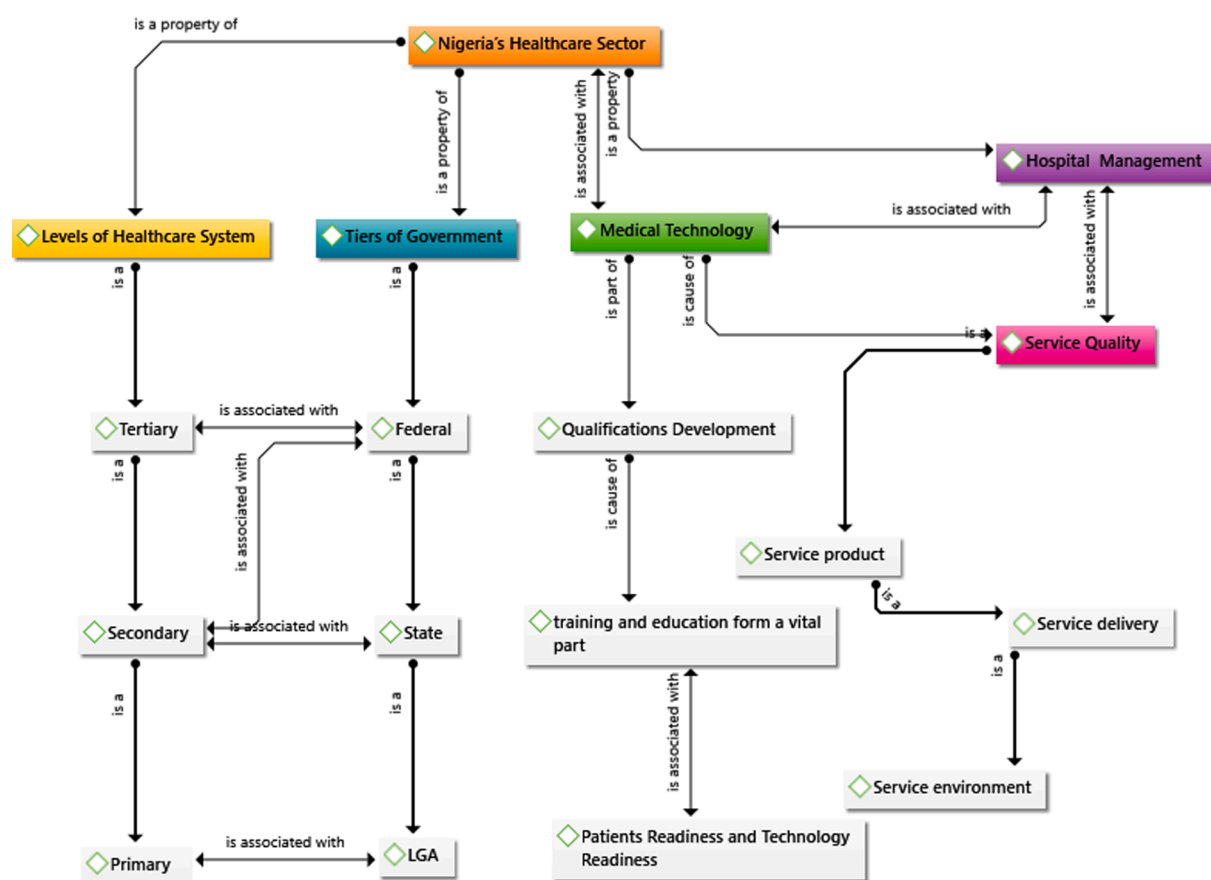 is a property of
Nigeria's Healthcare Sector
is a property of
is associated with
is a property
Hospital Management
is associated with
is associated with
Levels of Healthcare System
Tiers of Government
Medical Technology
is a
is a
is part of
is cause of
is a
Service Quality
is associated with
Tertiary
Federal
Qualifications Development
is a
is associated with
is a
is cause of
Service product
is a
Secondary
is associated with
State
training and education form a vital
part
Service delivery
is a
is a
is associated with
is a
Service environment
Primary
is associated with
LGA
Patients Readiness and Technology
Readiness